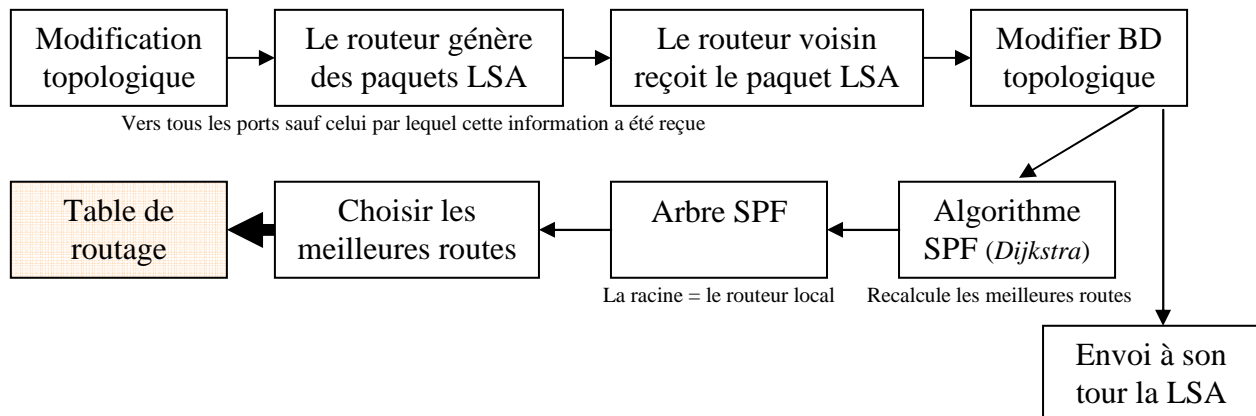 Modification
topologique
Le routeur génère
des paquets LSA
Le routeur voisin
reçoit le paquet LSA
Modifier BD
topologique
Vers tous les ports sauf celui par lequel cette information a été reçue
Table de
routage
Choisir les
meilleures routes
Arbre SPF
Algorithme
SPF (Dijkstra)
La racine = le routeur local
Recalcule les meilleures routes
Envoi à son
tour la LSA